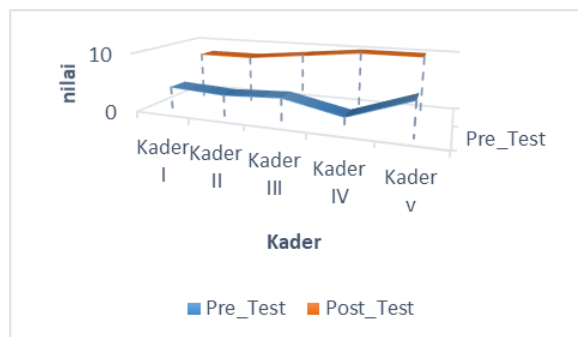 10
nilai
0
Pre_Test
Kader
I
Kader
II
Kader
III
Kader
IV
Kader
v
Kader
Pre_Test
Post_Test